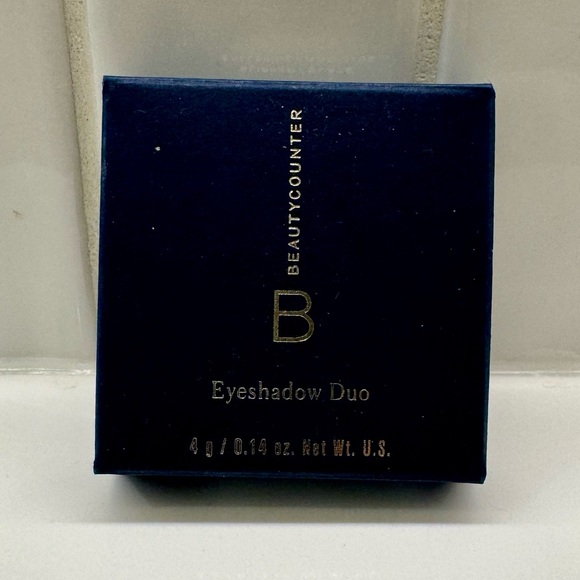 BEAUTYCOUNTER
B
Eyeshadow Duo
4 g / 0.14 oz. Net Wt. U.S.